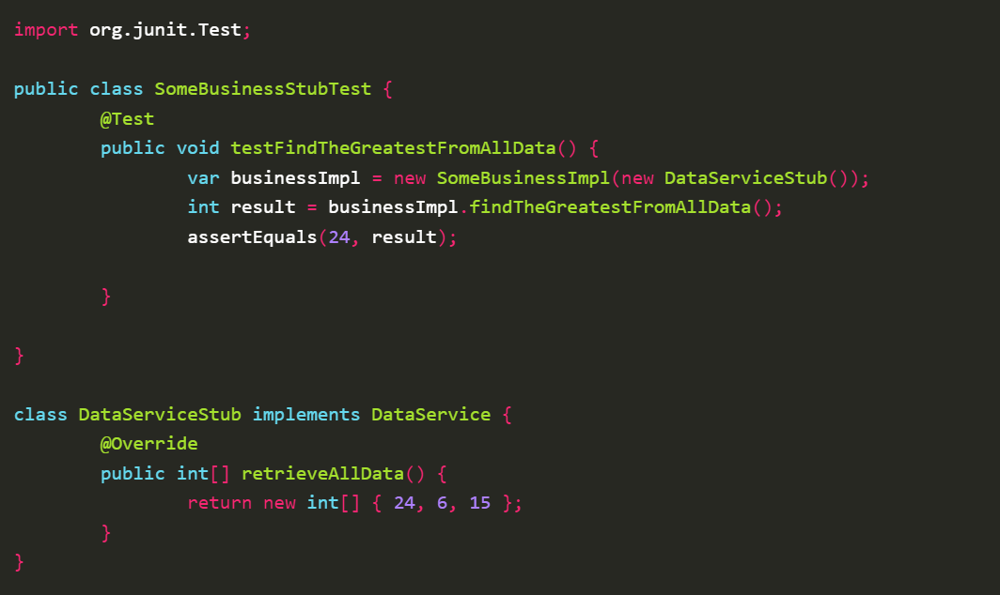 import org.junit.Test;
public class SomeBusinessStubTest {
@Test
public void testFindTheGreatestFromAllData() {
var businessImpl = new SomeBusinessImpl(new DataServiceStub());
int result = businessImpl.findTheGreatestFromAllData();
assertEquals(24, result);
}
}
class DataServiceStub implements DataService {
@Override
public int[] retrieveAllData() {
return new int[] { 24, 6, 15 };
}
}